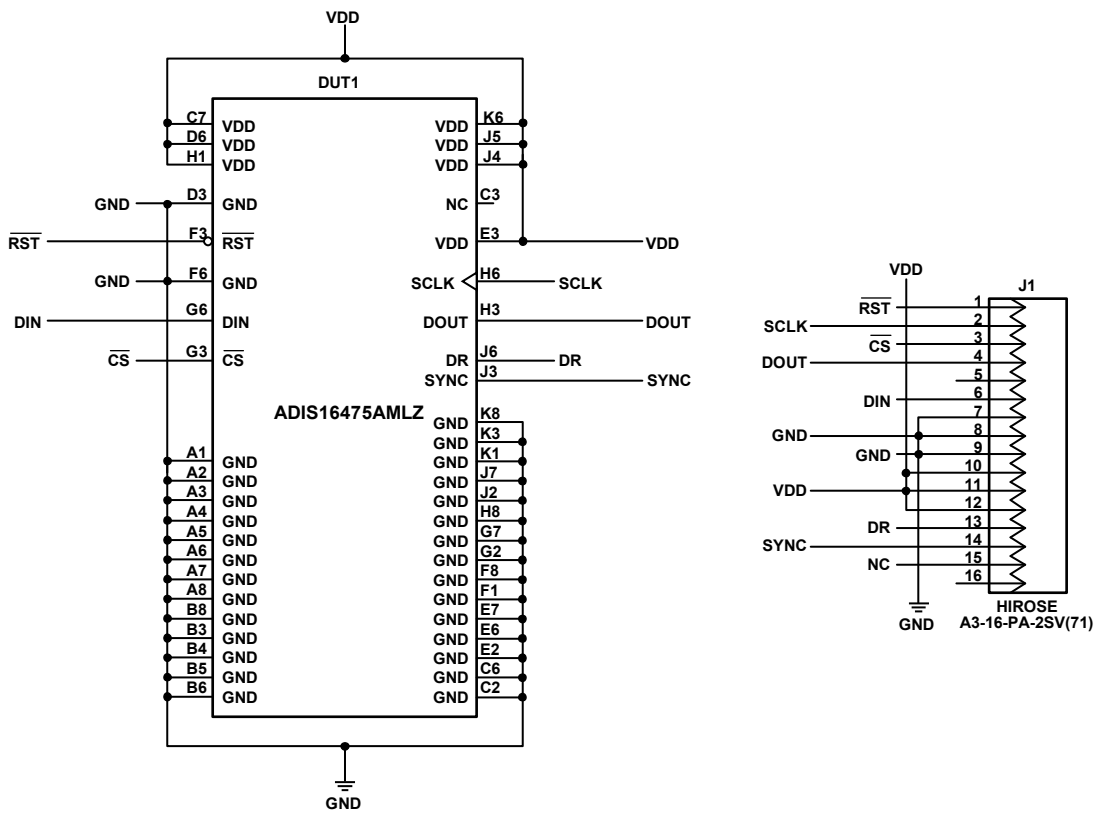 VDD
DUT1
C7 VDD VDD K6
D6 VDD VDD J5
H1 VDD VDD J4
GND D3 GND NC C3
RST F3 RST VDD E3 VDD
GND F6 GND SCLK H6 SCLK
DIN G6 DIN DOUT H3 DOUT
CS G3 CS DR J6 DR
SYNC J3 SYNC
ADIS16475AMLZ
GND K8
GND K3
A1 GND GND K1
A2 GND GND J7
A3 GND GND J2
A4 GND GND H8
A5 GND GND G7
A6 GND GND G2
A7 GND GND F8
A8 GND GND F1
B8 GND GND E7
B3 GND GND E6
B4 GND GND E2
B5 GND GND C6
B6 GND GND C2
GND
VDD
J1
RST 1
SCLK 2
CS 3
DOUT 4
5
DIN 6
7
GND 8
GND 9
10
VDD 11
12
DR 13
SYNC 14
NC 15
16
GND
HIROSE
A3-16-PA-2SV(71)